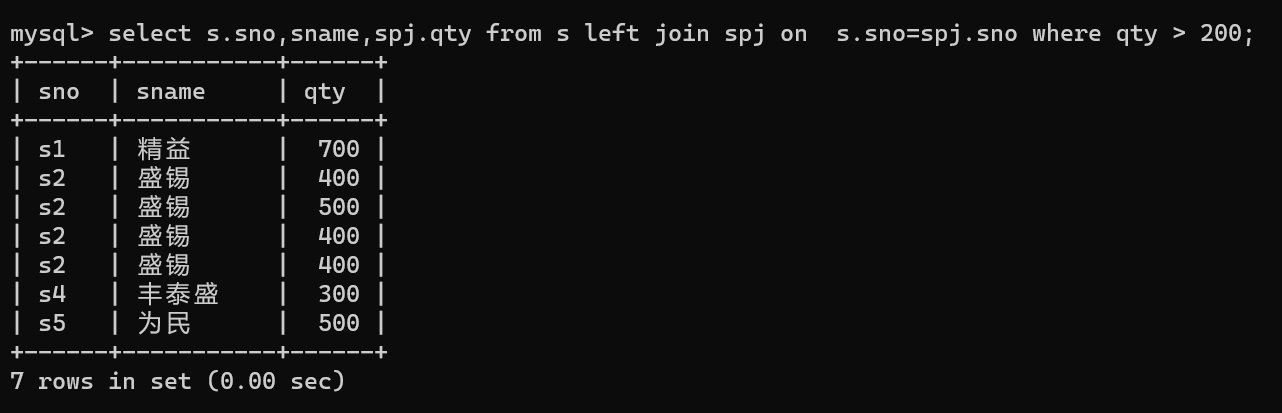 mysql> select s.sno,sname,spj.qty from s left join spj on  s.sno=spj.sno where qty > 200;
+------+-----------+------+
| sno  | sname     | qty  |
+------+-----------+------+
| s1   | 精益      |  700 |
| s2   | 盛锡      |  400 |
| s2   | 盛锡      |  500 |
| s2   | 盛锡      |  400 |
| s2   | 盛锡      |  400 |
| s4   | 丰泰盛    |  300 |
| s5   | 为民      |  500 |
+------+-----------+------+
7 rows in set (0.00 sec)